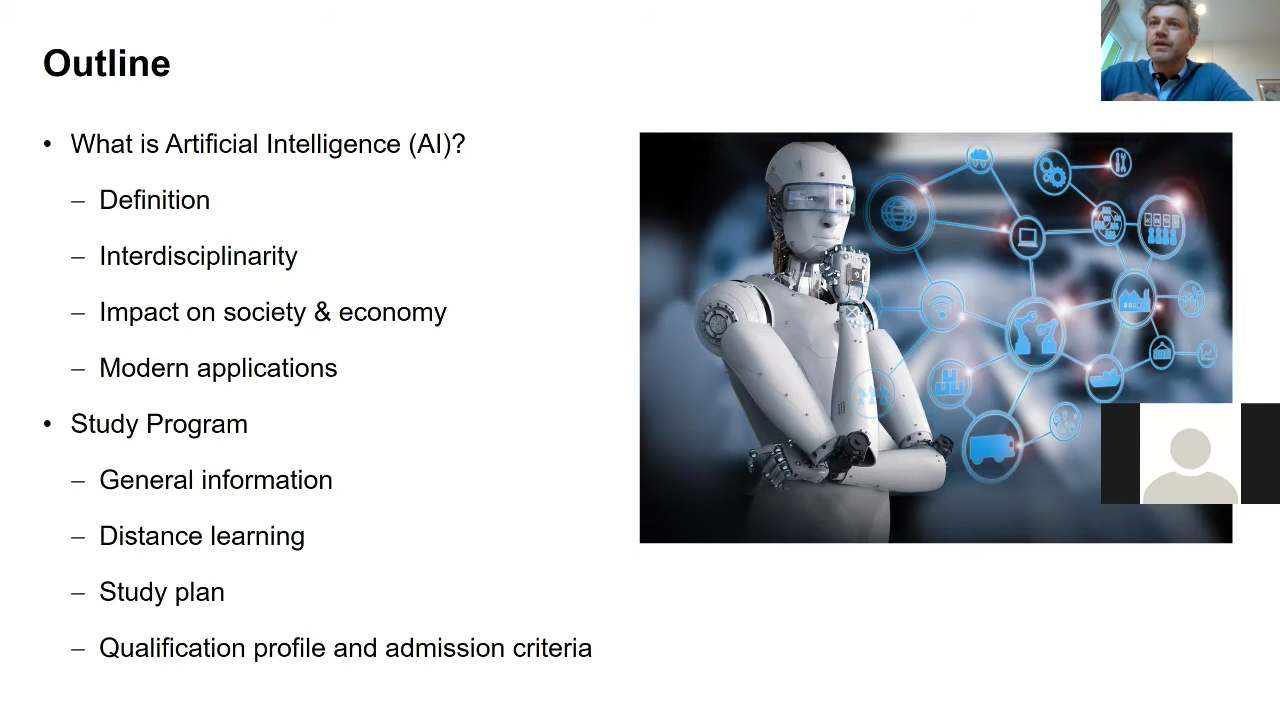 Outline
• What is Artificial Intelligence (AI)?
– Definition
– Interdisciplinarity
– Impact on society & economy
– Modern applications
• Study Program
– General information
– Distance learning
– Study plan
– Qualification profile and admission criteria